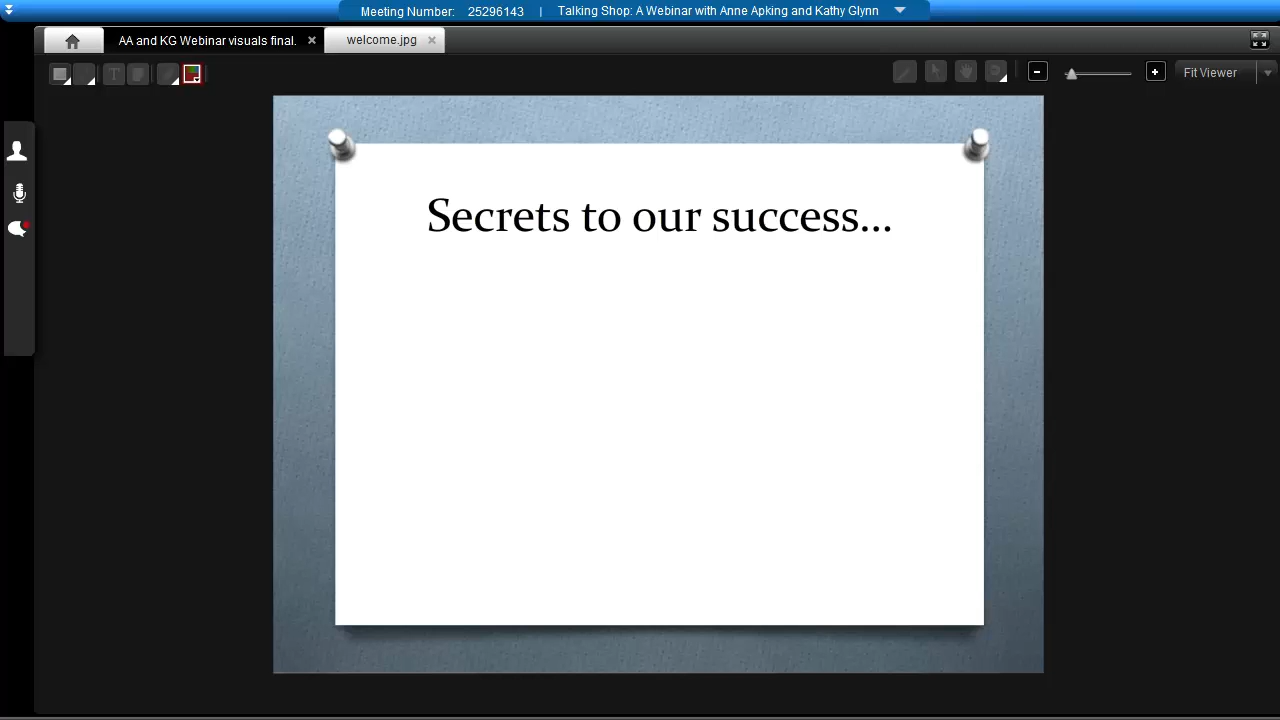 Meeting Number: 25296143 | Talking Shop: A Webinar with Anne Apking and Kathy Glynn
AA and KG Webinar visuals final.
welcome.jpg
T
Fit Viewer
Secrets to our success...